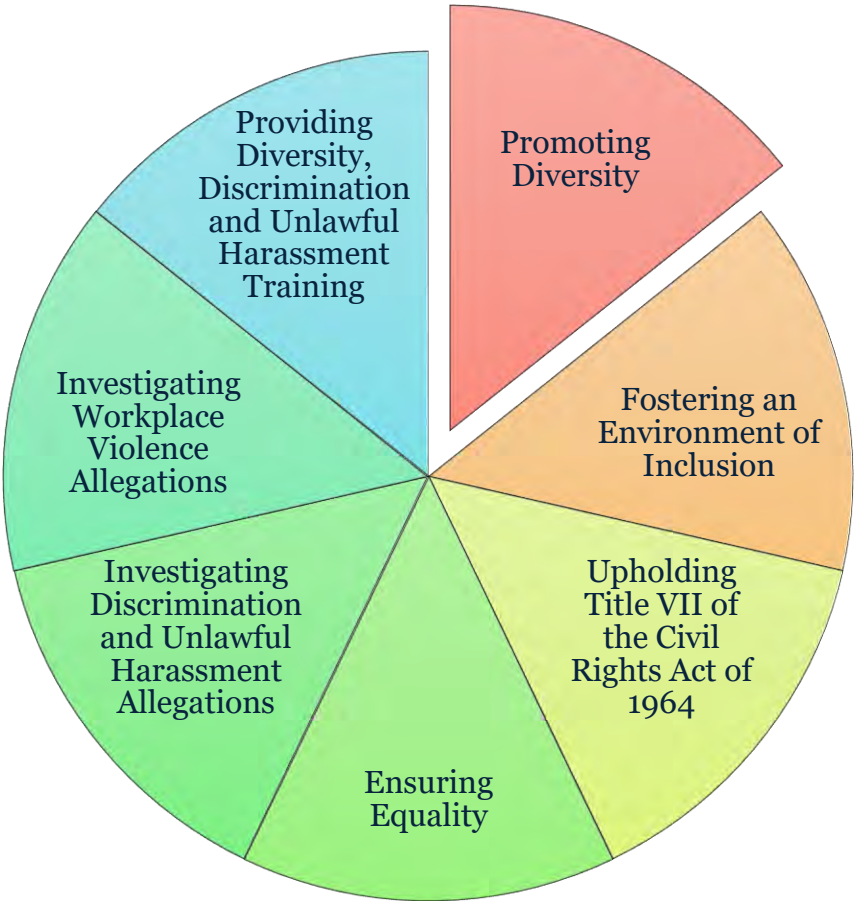 Promoting
Diversity
Fostering an
Environment of
Inclusion
Upholding
Title VII of
the Civil
Rights Act of
1964
Ensuring
Equality
Investigating
Discrimination
and Unlawful
Harassment
Allegations
Investigating
Workplace
Violence
Allegations
Providing
Diversity,
Discrimination
and Unlawful
Harassment
Training